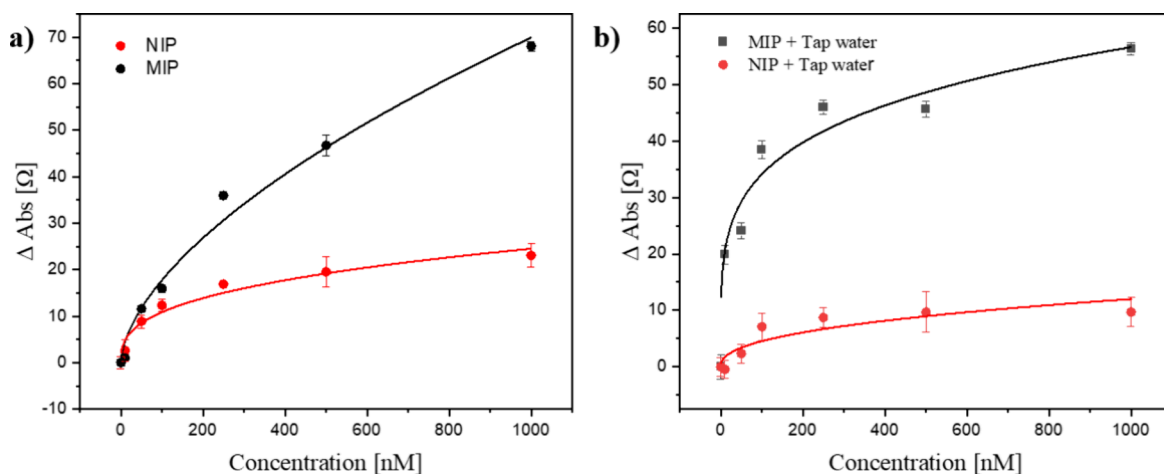 a)
NIP
MIP
Δ Abs [Ω]
70
60
50
40
30
20
10
0
-10
0
200
400
600
800
1000
Concentration [nM]
b)
MIP + Tap water
NIP + Tap water
Δ Abs [Ω]
60
50
40
30
20
10
0
0
200
400
600
800
1000
Concentration [nM]